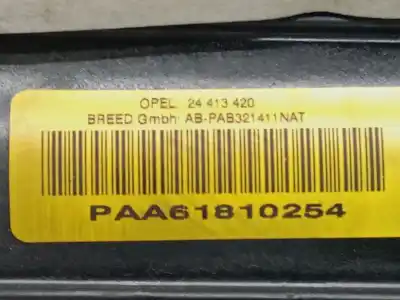 OPEL: 24 413 420
BREED Gmbh: AB-PAB321411NAT
PAA61810254